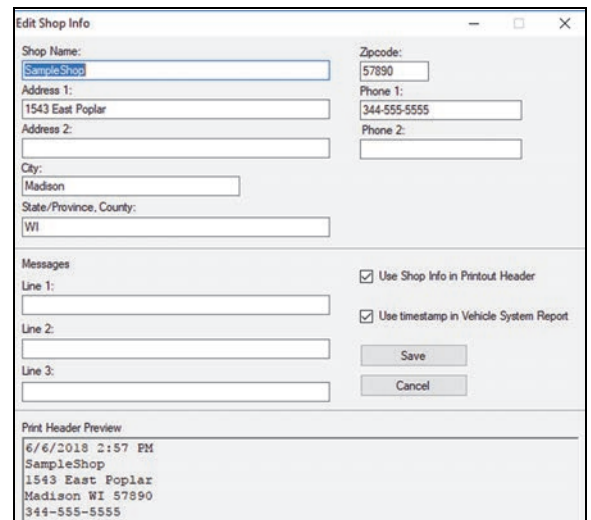 Edit Shop Info
Shop Name:
SampleShop
Address 1:
1543 East Poplar
Address 2:
City:
Madison
State/Province, County:
WI
Zipcode:
57890
Phone 1:
344-555-5555
Phone 2:
Messages
Line 1:
Line 2:
Line 3:
Use Shop Info in Printout Header
Use timestamp in Vehicle System Report
Save
Cancel
Print Header Preview
6/6/2018 2:57 PM
SampleShop
1543 East Poplar
Madison WI 57890
344-555-5555